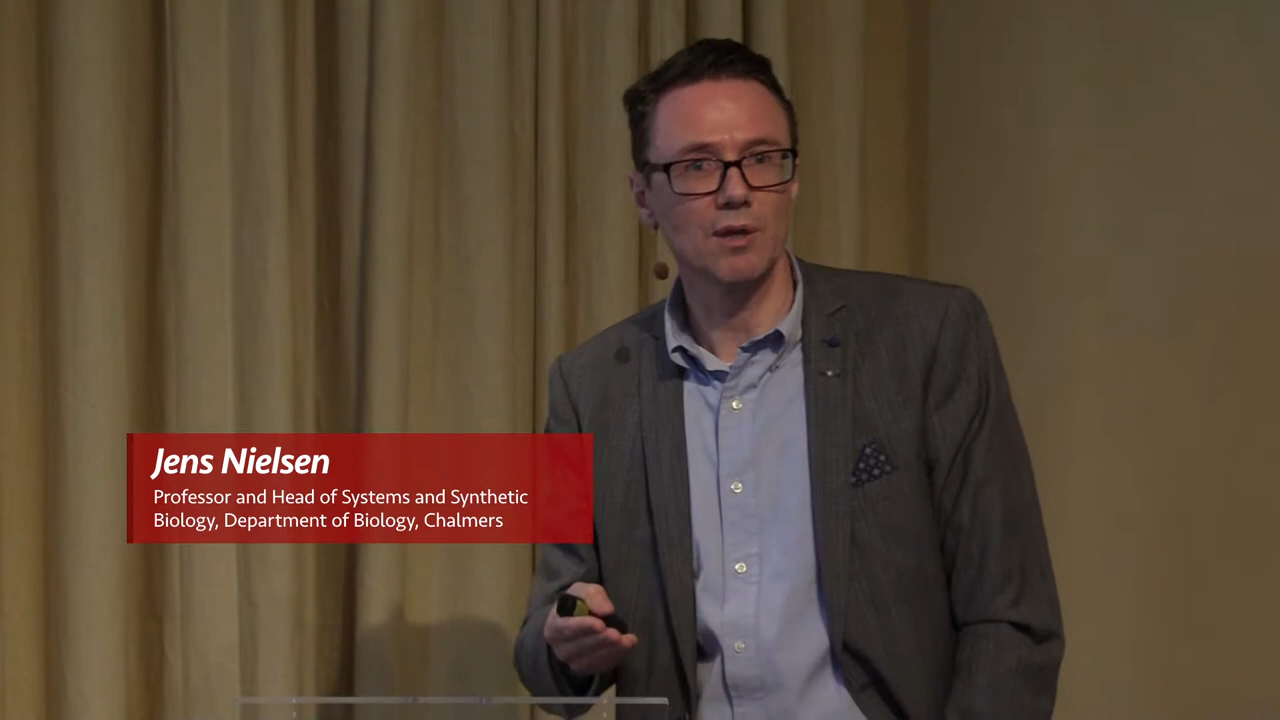 Jens Nielsen
Professor and Head of Systems and Synthetic
Biology, Department of Biology, Chalmers